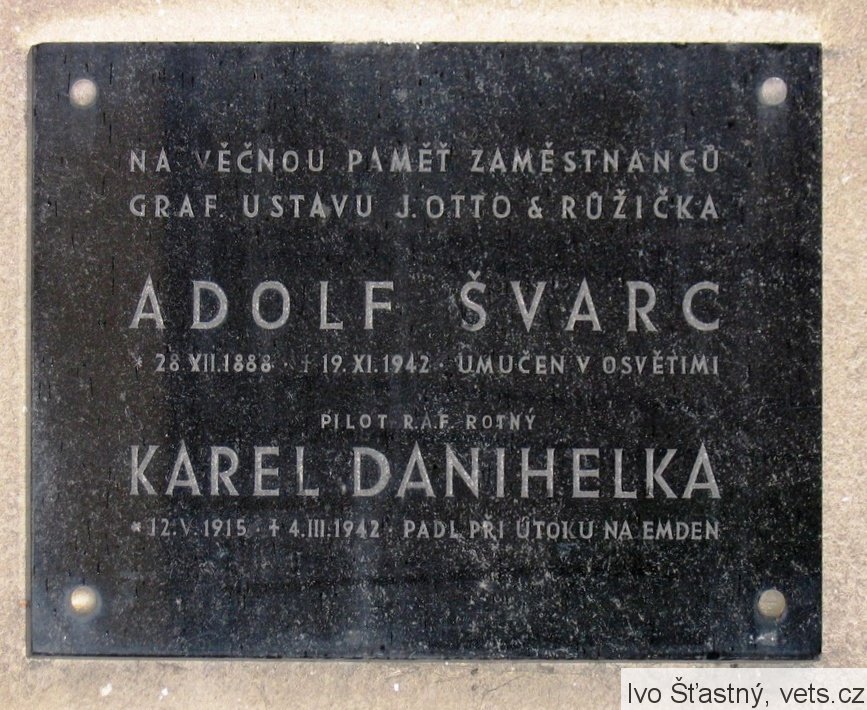 NA VĚČNOU PAMĚŤ ZAMĚSTNANCŮ
GRAF. ÚSTAVU J. OTTO & RŮŽIČKA
ADOLF ŠVARC
* 28.XII.1888 · † 19.XI.1942 · UMUČEN V OSVĚTIMI
PILOT R.A.F. ROTNÝ
KAREL DANIHELKA
* 12.V.1915 · † 4.III.1942 · PADL PŘI ÚTOKU NA EMDEN
Ivo Šťastný, vets.cz